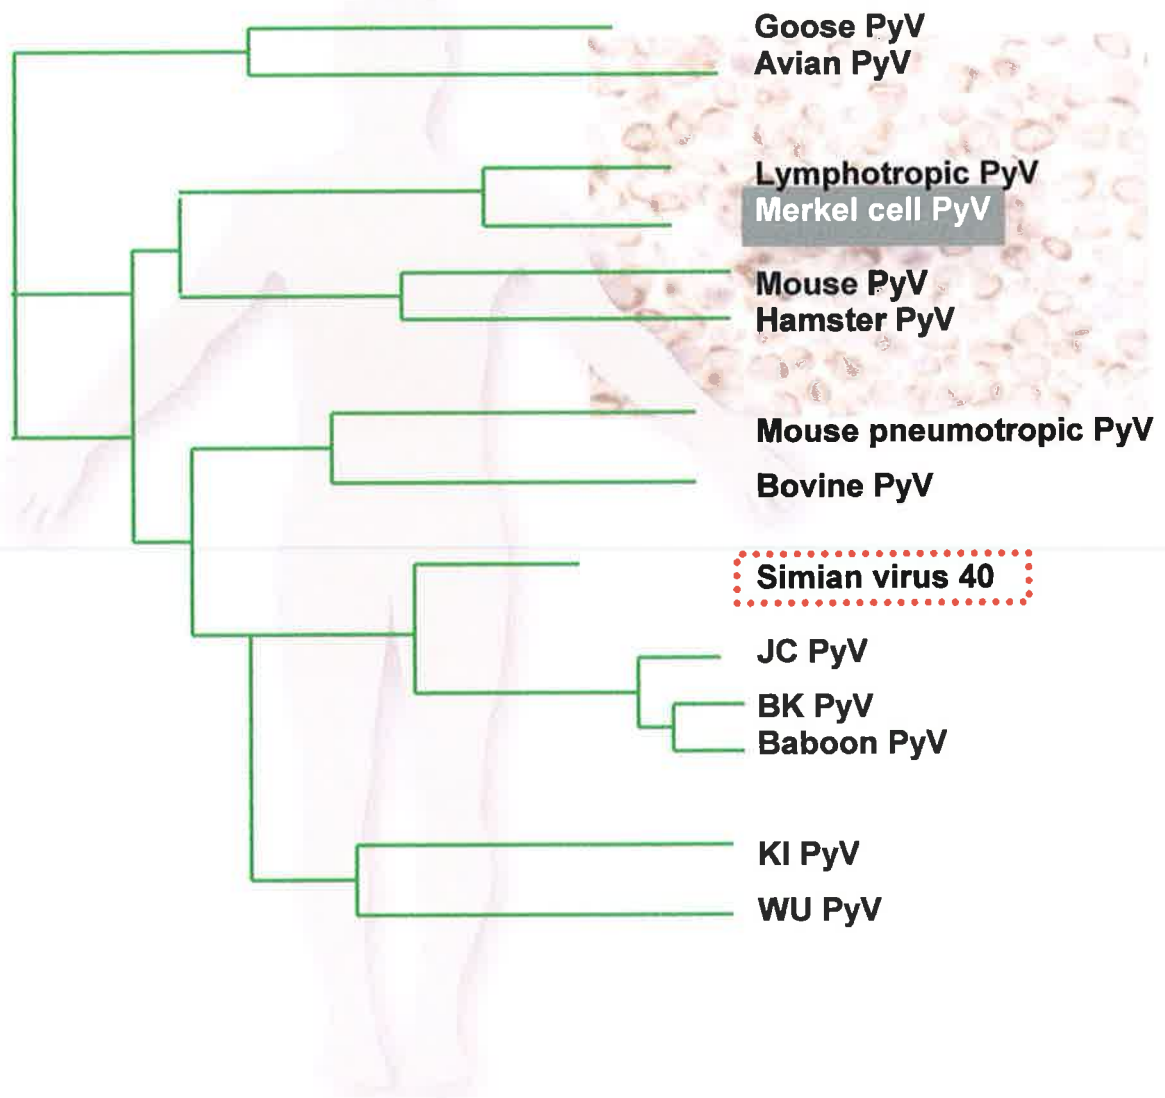 Goose PyV
Avian PyV
Lymphotropic PyV
Merkel cell PyV
Mouse PyV
Hamster PyV
Mouse pneumotropic PyV
Bovine PyV
Simian virus 40
JC PyV
BK PyV
Baboon PyV
KI PyV
WU PyV